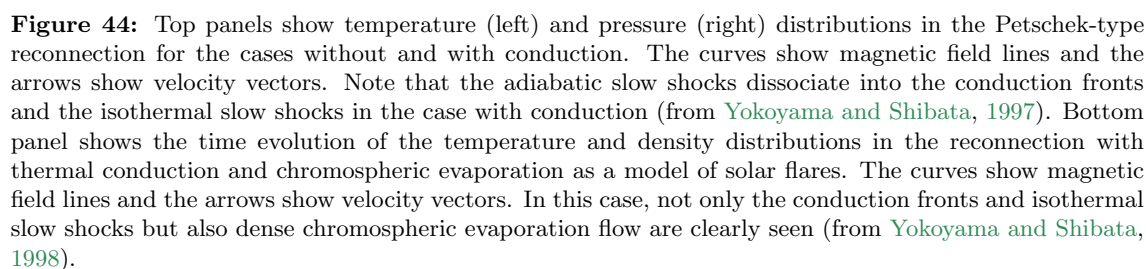 Figure 44: Top panels show temperature (left) and pressure (right) distributions in the Petschek-type
reconnection for the cases without and with conduction. The curves show magnetic field lines and the
arrows show velocity vectors. Note that the adiabatic slow shocks dissociate into the conduction fronts
and the isothermal slow shocks in the case with conduction (from Yokoyama and Shibata, 1997). Bottom
panel shows the time evolution of the temperature and density distributions in the reconnection with
thermal conduction and chromospheric evaporation as a model of solar flares. The curves show magnetic
field lines and the arrows show velocity vectors. In this case, not only the conduction fronts and isothermal
slow shocks but also dense chromospheric evaporation flow are clearly seen (from Yokoyama and Shibata,
1998).